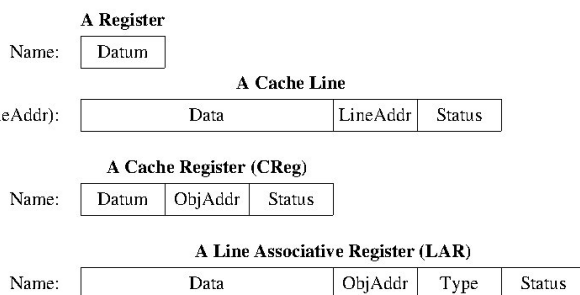 A Register
Name: Datum
A Cache Line
eAddr): Data LineAddr Status
A Cache Register (CReg)
Name: Datum ObjAddr Status
A Line Associative Register (LAR)
Name: Data ObjAddr Type Status